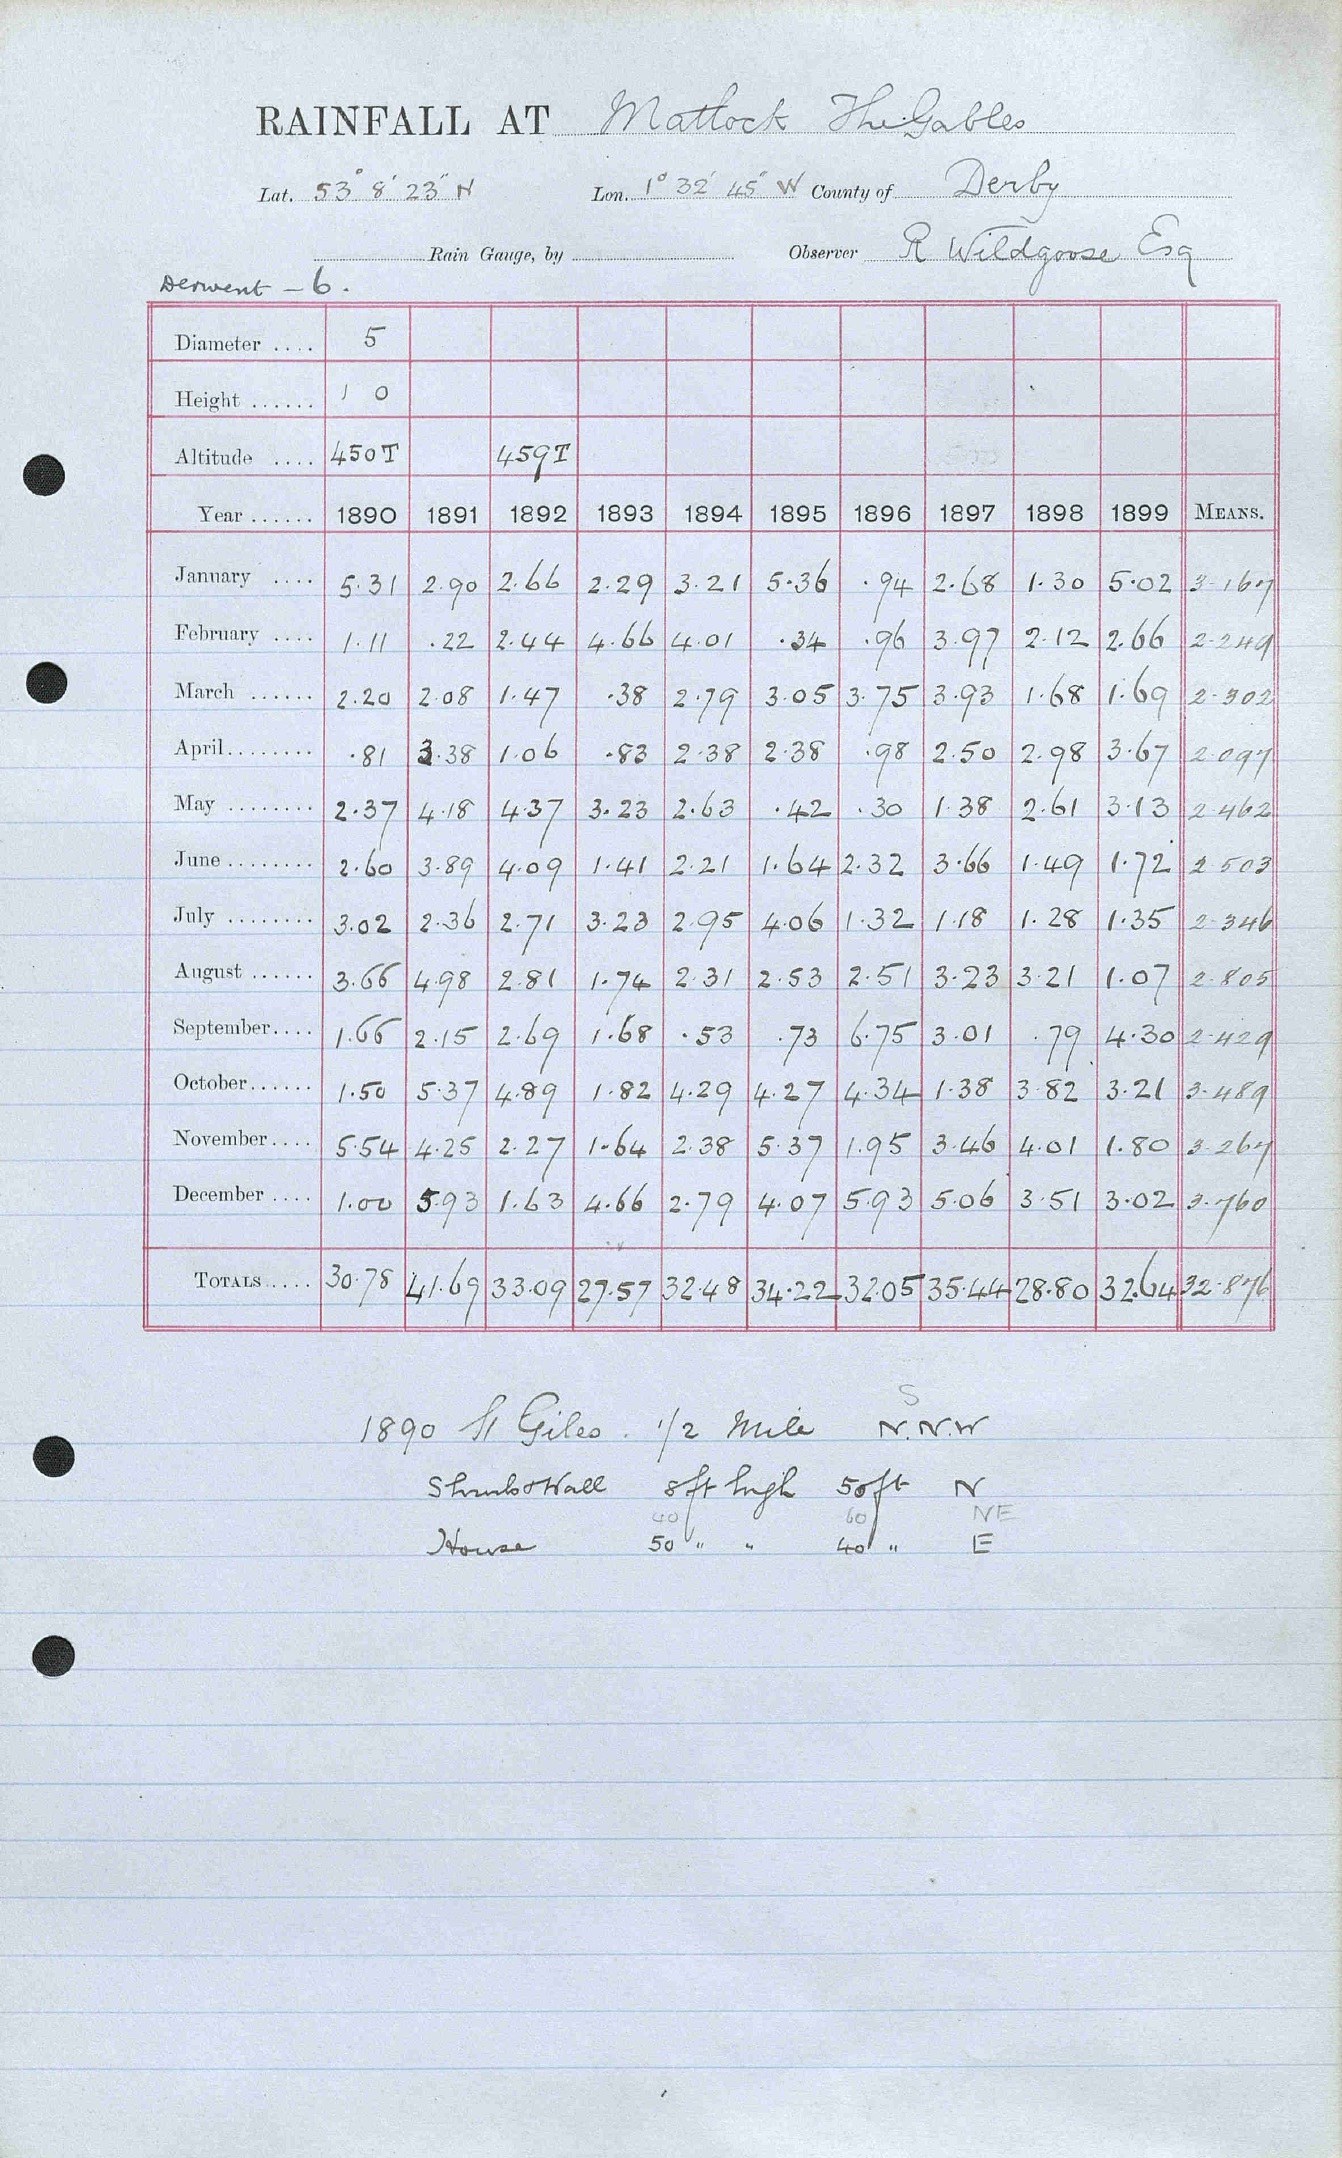 RAINFALL AT Matlock The Gables
Lat. 53° 8' 23" N Lon. 1° 32' 45" W County of Derby
Rain Gauge, by Observer R Wildgoose Esq
Derwent - 6.
Diameter .... 5
Height ...... 1 0
Altitude .... 450T 459T
Year ...... 1890 1891 1892 1893 1894 1895 1896 1897 1898 1899 MEANS.
January .... 5.31 2.90 2.66 2.29 3.21 5.36 .94 2.68 1.30 5.02 3.167
February .... 1.11 .22 2.44 4.66 4.01 .34 .96 3.97 2.12 2.66 2.249
March ...... 2.20 2.08 1.47 .38 2.79 3.05 3.75 3.93 1.68 1.69 2.302
April........ .81 3.38 1.06 .83 2.38 2.38 .98 2.50 2.98 3.67 2.097
May ........ 2.37 4.18 4.37 3.23 2.63 .42 .30 1.38 2.61 3.13 2.462
June ........ 2.60 3.89 4.09 1.41 2.21 1.64 2.32 3.66 1.49 1.72 2.503
July ........ 3.02 2.36 2.71 3.23 2.95 4.06 1.32 1.18 1.28 1.35 2.346
August ...... 3.66 4.98 2.81 1.74 2.31 2.53 2.51 3.23 3.21 1.07 2.805
September.... 1.66 2.15 2.69 1.68 .53 .73 6.75 3.01 .79 4.30 2.429
October...... 1.50 5.37 4.89 1.82 4.29 4.27 4.34 1.38 3.82 3.21 3.489
November.... 5.54 4.25 2.27 1.64 2.38 5.37 1.95 3.46 4.01 1.80 3.267
December .... 1.00 5.93 1.63 4.66 2.79 4.07 5.93 5.06 3.51 3.02 3.760
TOTALS.... 30.78 41.69 33.09 27.57 32.48 34.22 32.05 35.44 28.80 32.64 32.876
S
1890 St Giles. 1/2 Mile N.N.W
Shrubs & Wall 8ft high 50ft N
40 60 NE
House 50 " " 40 " E